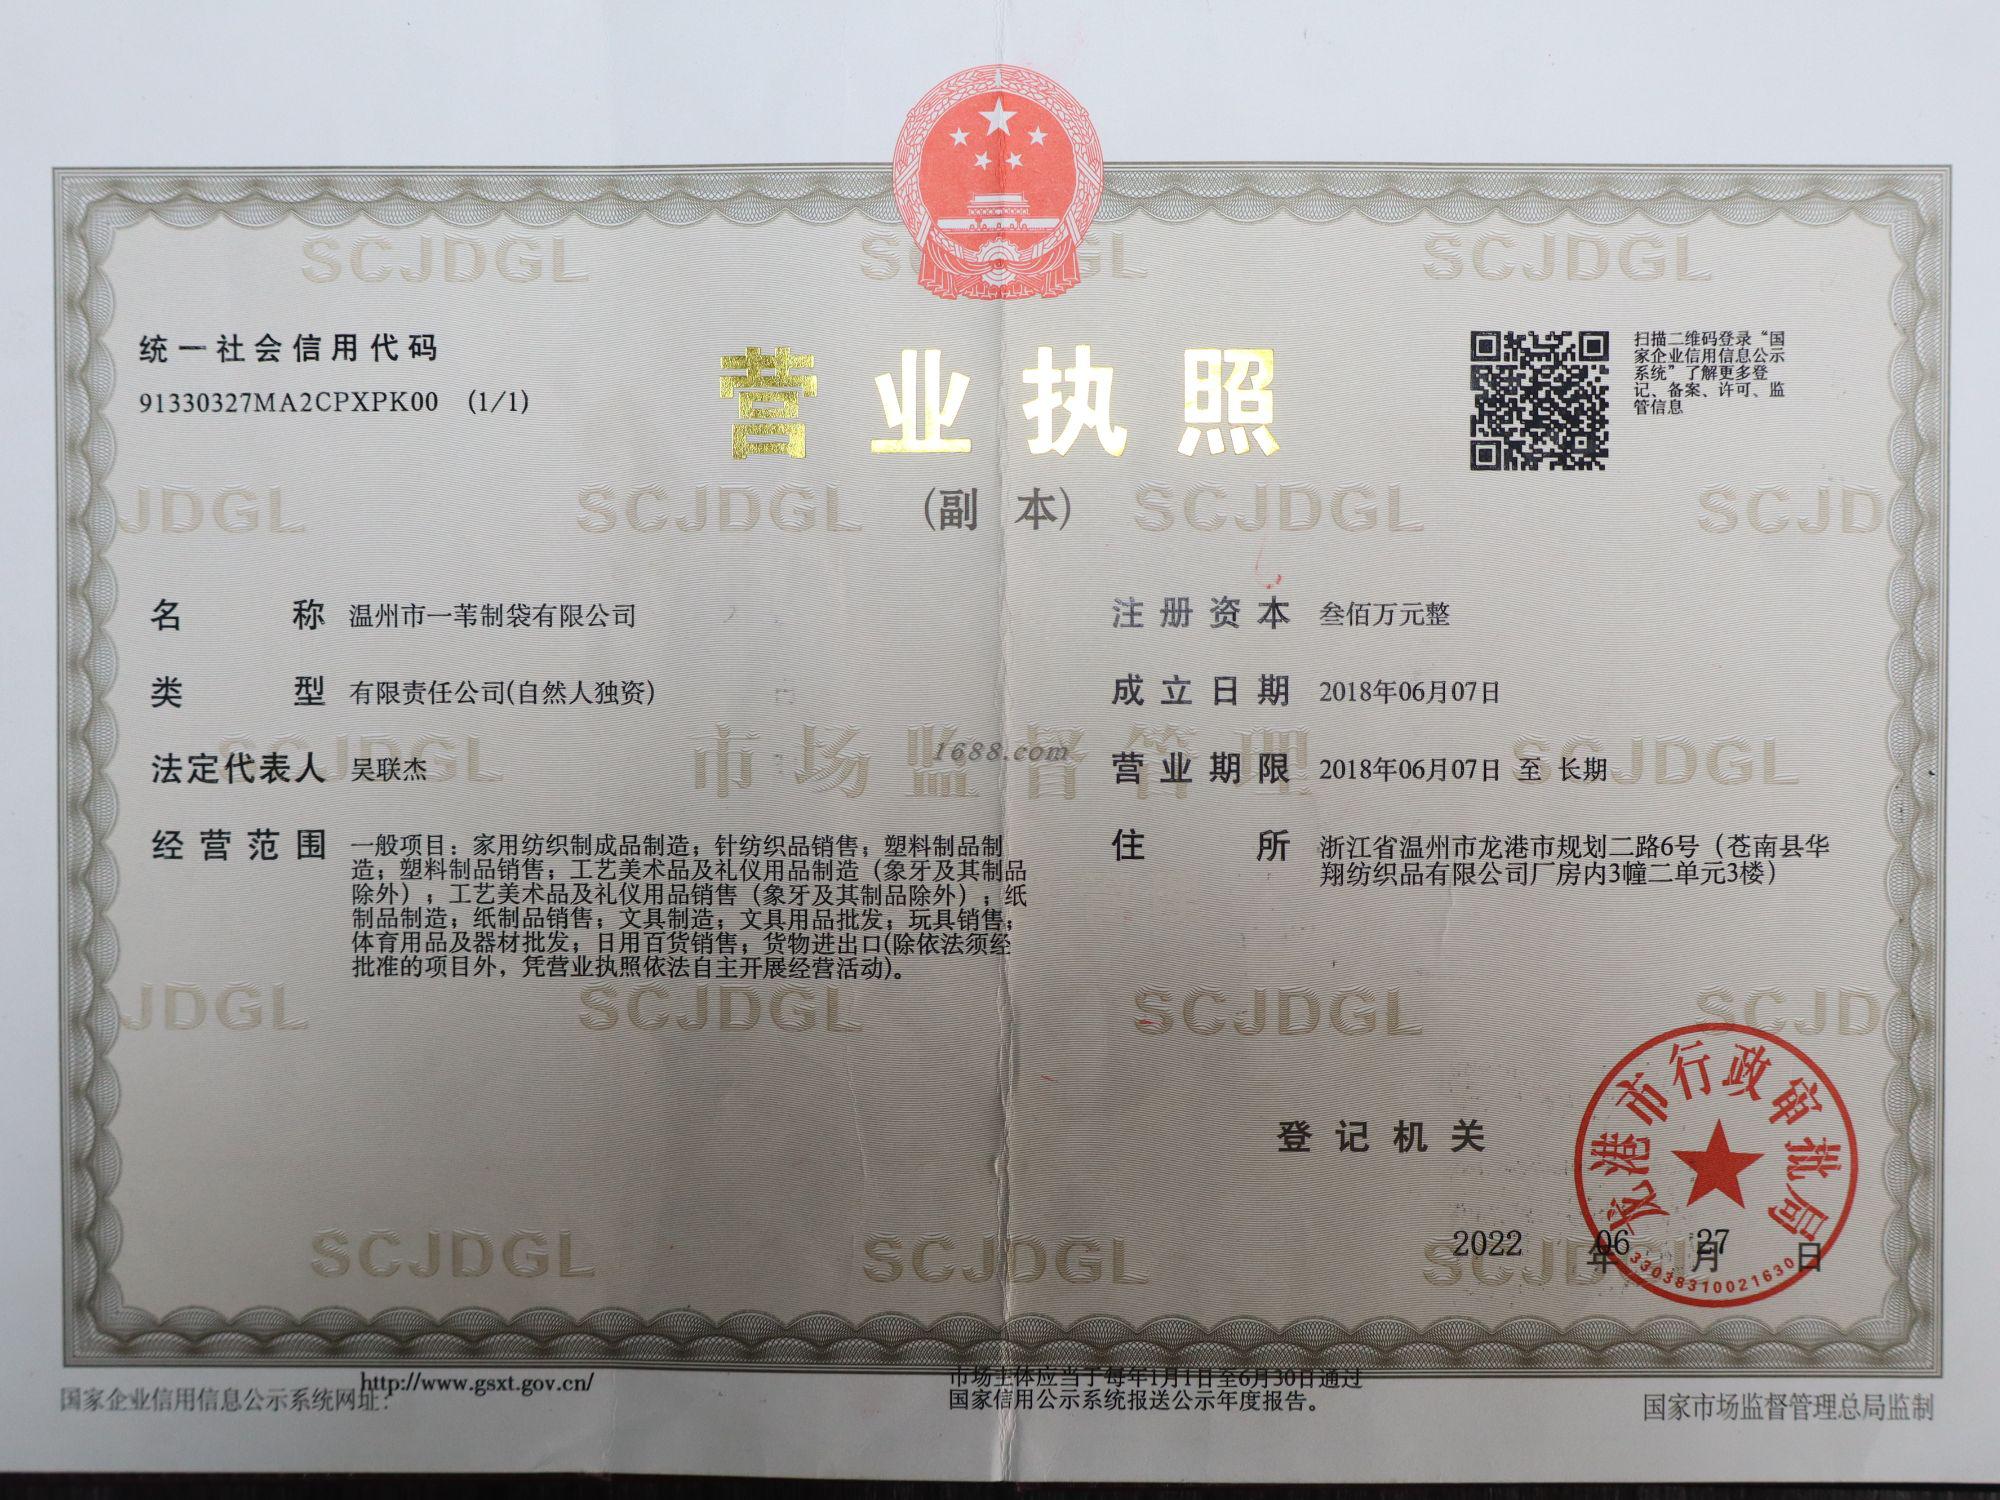 统一社会信用代码
91330327MA2CPXPK00 (1/1)
营业执照
(副 本)
扫描二维码登录“国
家企业信用信息公示
系统”了解更多登
记、备案、许可、监
管信息
名 称 温州市一苇制袋有限公司
类 型 有限责任公司(自然人独资)
法定代表人 吴联杰
经营范围 一般项目：家用纺织制成品制造；针纺织品销售；塑料制品制
造；塑料制品销售；工艺美术品及礼仪用品制造（象牙及其制品
除外）；工艺美术品及礼仪用品销售（象牙及其制品除外）；纸
制品制造；纸制品销售；文具制造；文具用品批发；玩具销售；
体育用品及器材批发；日用百货销售；货物进出口(除依法须经
批准的项目外，凭营业执照依法自主开展经营活动)。
注册资本 叁佰万元整
成立日期 2018年06月07日
营业期限 2018年06月07日 至 长期
住 所 浙江省温州市龙港市规划二路6号（苍南县华
翔纺织品有限公司厂房内3幢二单元3楼）
SCJDGL SCJDGL SCJDGL
JDGL SCJDGL SCJDGL SCJD
SCJDGL 市场监督管理 SCJDGL
1688.com
JDGL SCJDGL SCJDGL SCJD
SCJDGL SCJDGL SCJDGL
登记机关
龙港市行政审批局
33038310021630
2022 年 06 月 27 日
国家企业信用信息公示系统网址：http://www.gsxt.gov.cn/
市场主体应当于每年1月1日至6月30日通过
国家信用公示系统报送公示年度报告。
国家市场监督管理总局监制